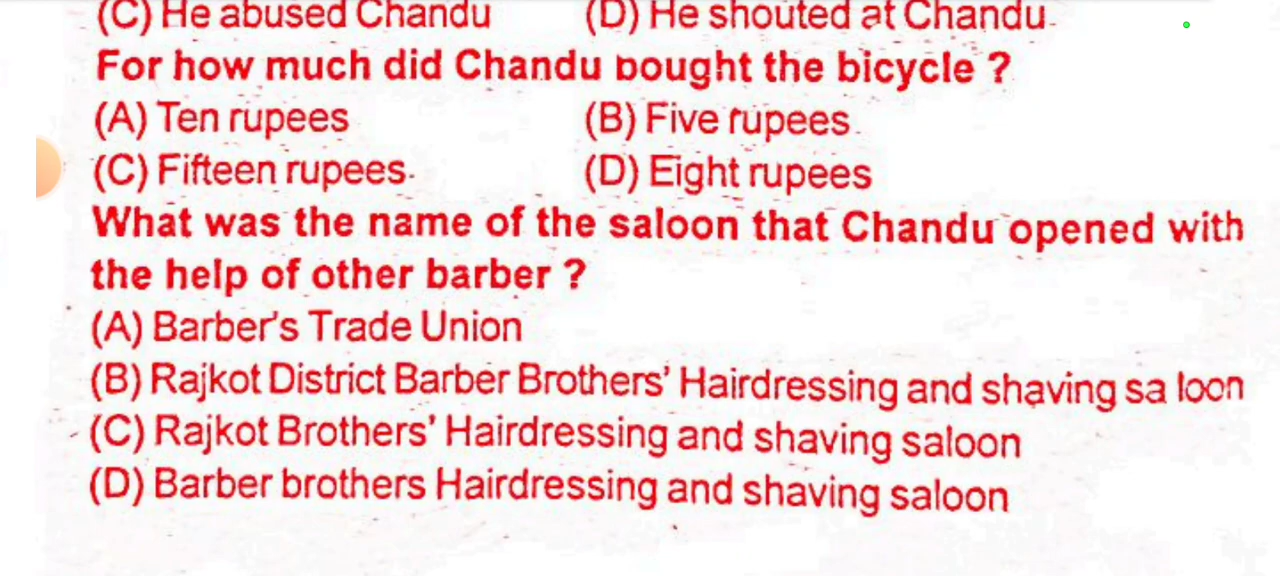 (C) He abused Chandu (D) He shouted at Chandu
For how much did Chandu bought the bicycle ?
(A) Ten rupees (B) Five rupees
(C) Fifteen rupees (D) Eight rupees
What was the name of the saloon that Chandu opened with
the help of other barber ?
(A) Barber's Trade Union
(B) Rajkot District Barber Brothers' Hairdressing and shaving sa loon
(C) Rajkot Brothers' Hairdressing and shaving saloon
(D) Barber brothers Hairdressing and shaving saloon